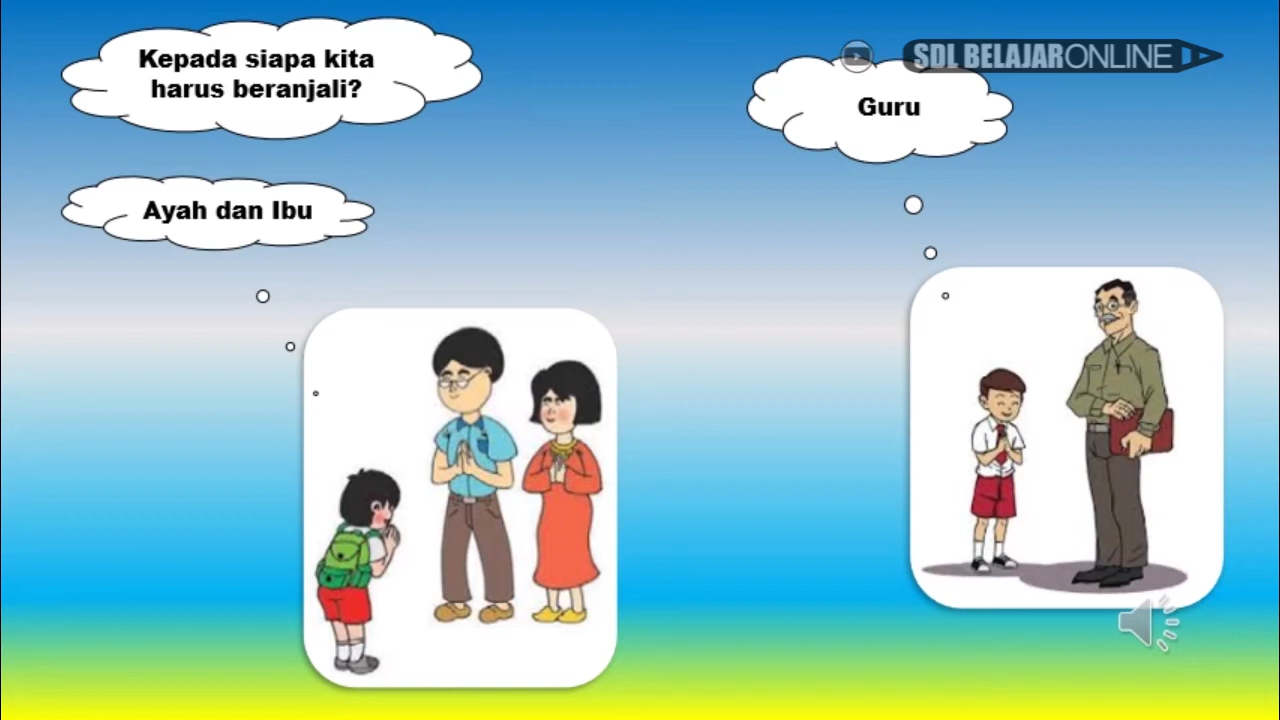 Kepada siapa kita
harus beranjali?
SDL BELAJARONLINE
Guru
Ayah dan Ibu